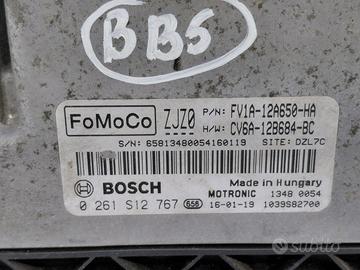 BBS
FoMoCo ZJZ0 P/N: FV1A-12A650-HA
H/W: CV6A-12B684-BC
S/N: 65813480054160119 SITE: DZL7C
BOSCH Made in Hungary
MOTRONIC 1348.0054
0 261 S12 767 656 16-01-19 1039S82700
subito